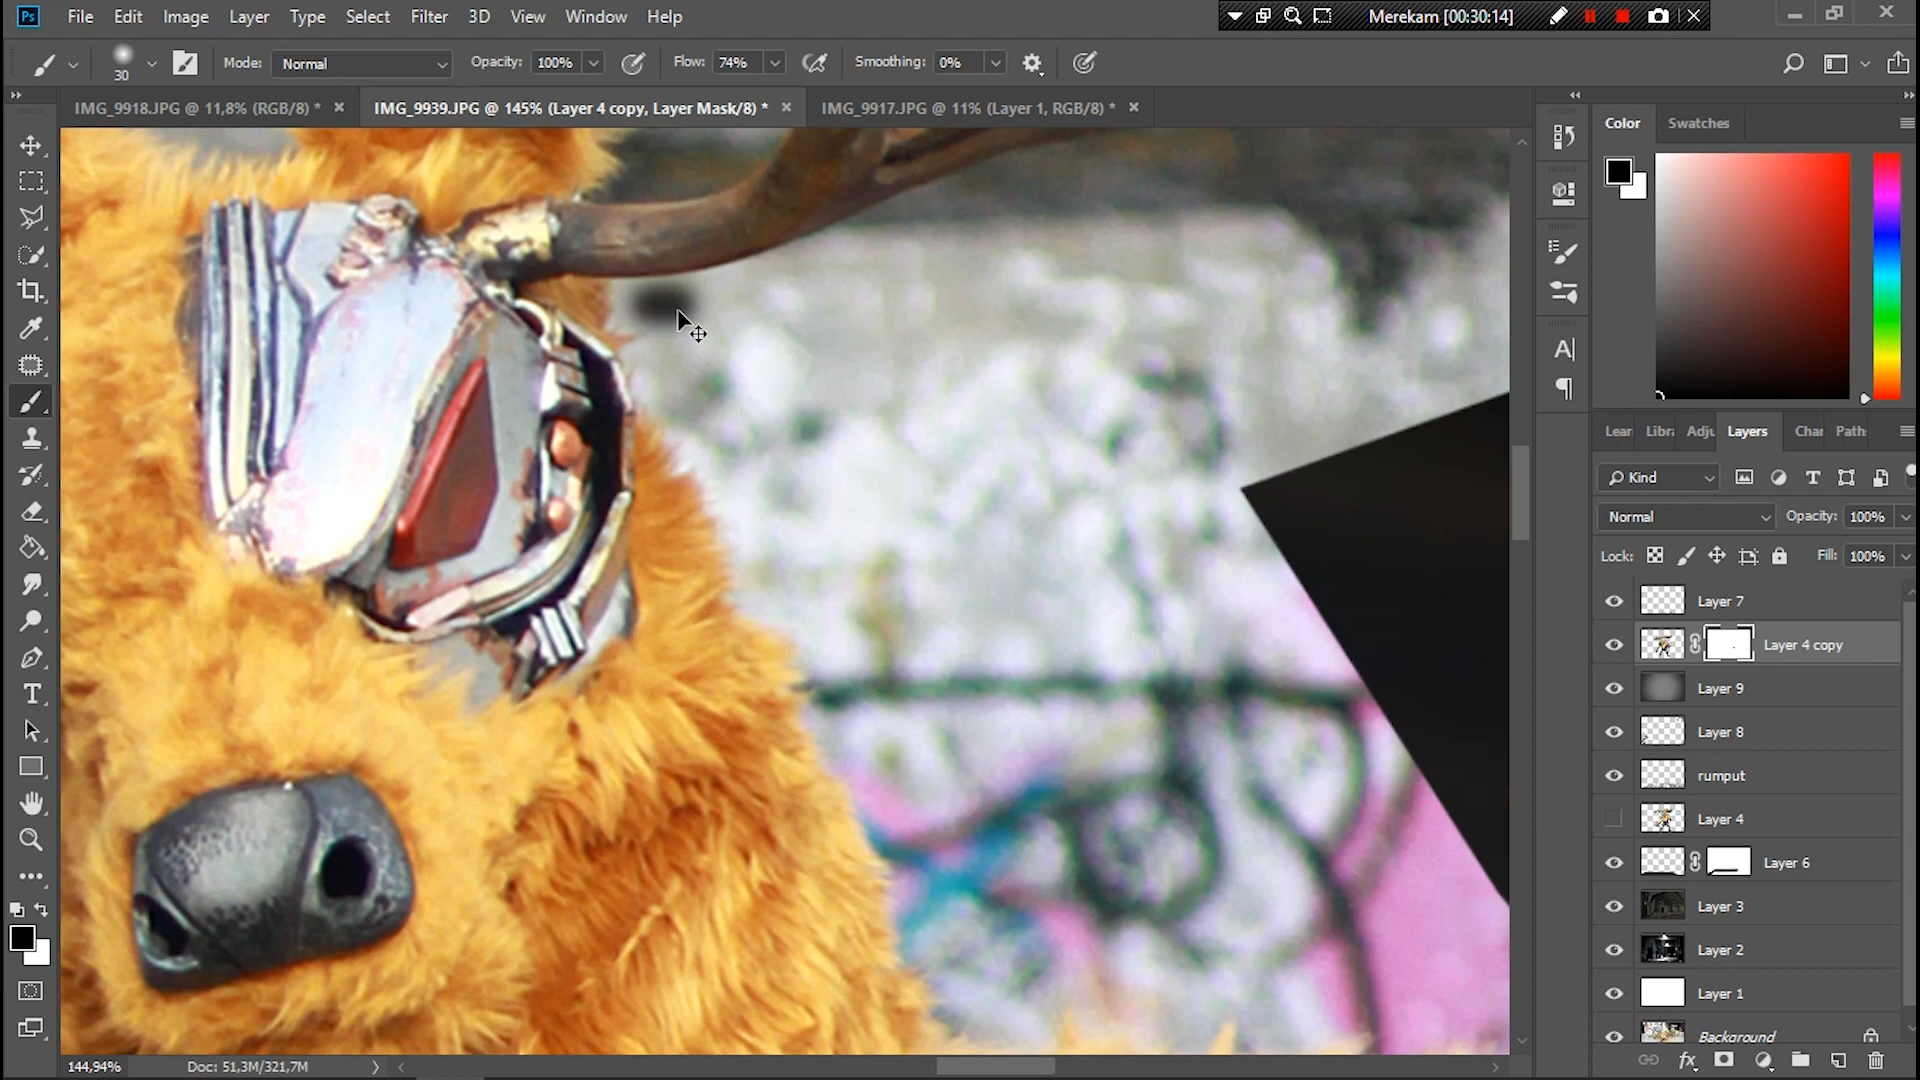 Ps File Edit Image Layer Type Select Filter 3D View Window Help
Merekam [00:30:14]
30 Mode: Normal Opacity: 100% Flow: 74% Smoothing: 0%
IMG_9918.JPG @ 11,8% (RGB/8) *
IMG_9939.JPG @ 145% (Layer 4 copy, Layer Mask/8) *
IMG_9917.JPG @ 11% (Layer 1, RGB/8) *
Color Swatches
Lear Libra Adju Layers Char Path
Kind
Normal Opacity: 100%
Lock: Fill: 100%
Layer 7
Layer 4 copy
Layer 9
Layer 8
rumput
Layer 4
Layer 6
Layer 3
Layer 2
Layer 1
Background
144,94% Doc: 51,3M/321,7M